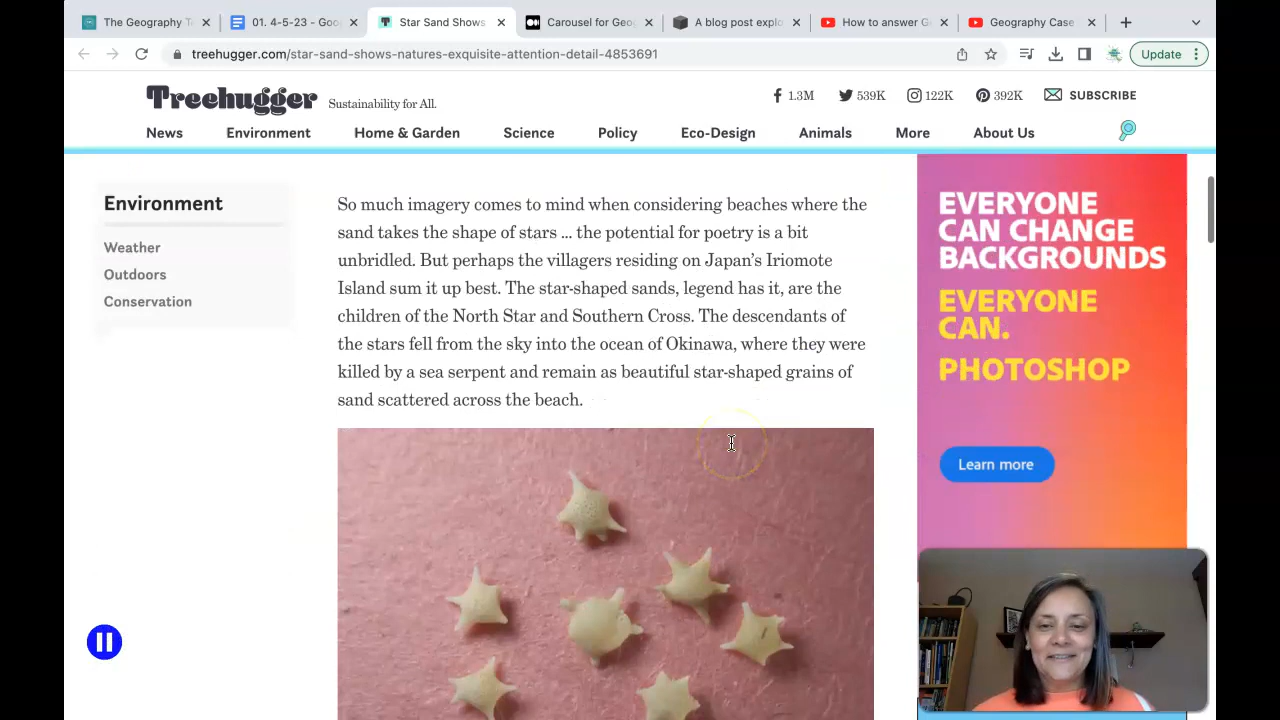 The Geography T
01. 4-5-23 - Goo
Star Sand Shows
Carousel for Geo
A blog post explo
How to answer G
Geography Case
treehugger.com/star-sand-shows-natures-exquisite-attention-detail-4853691
Update
Treehugger
Sustainability for All.
1.3M
539K
122K
392K
SUBSCRIBE
News
Environment
Home & Garden
Science
Policy
Eco-Design
Animals
More
About Us
Environment
Weather
Outdoors
Conservation
So much imagery comes to mind when considering beaches where the
sand takes the shape of stars ... the potential for poetry is a bit
unbridled. But perhaps the villagers residing on Japan’s Iriomote
Island sum it up best. The star-shaped sands, legend has it, are the
children of the North Star and Southern Cross. The descendants of
the stars fell from the sky into the ocean of Okinawa, where they were
killed by a sea serpent and remain as beautiful star-shaped grains of
sand scattered across the beach.
EVERYONE
CAN CHANGE
BACKGROUNDS
EVERYONE
CAN.
PHOTOSHOP
Learn more